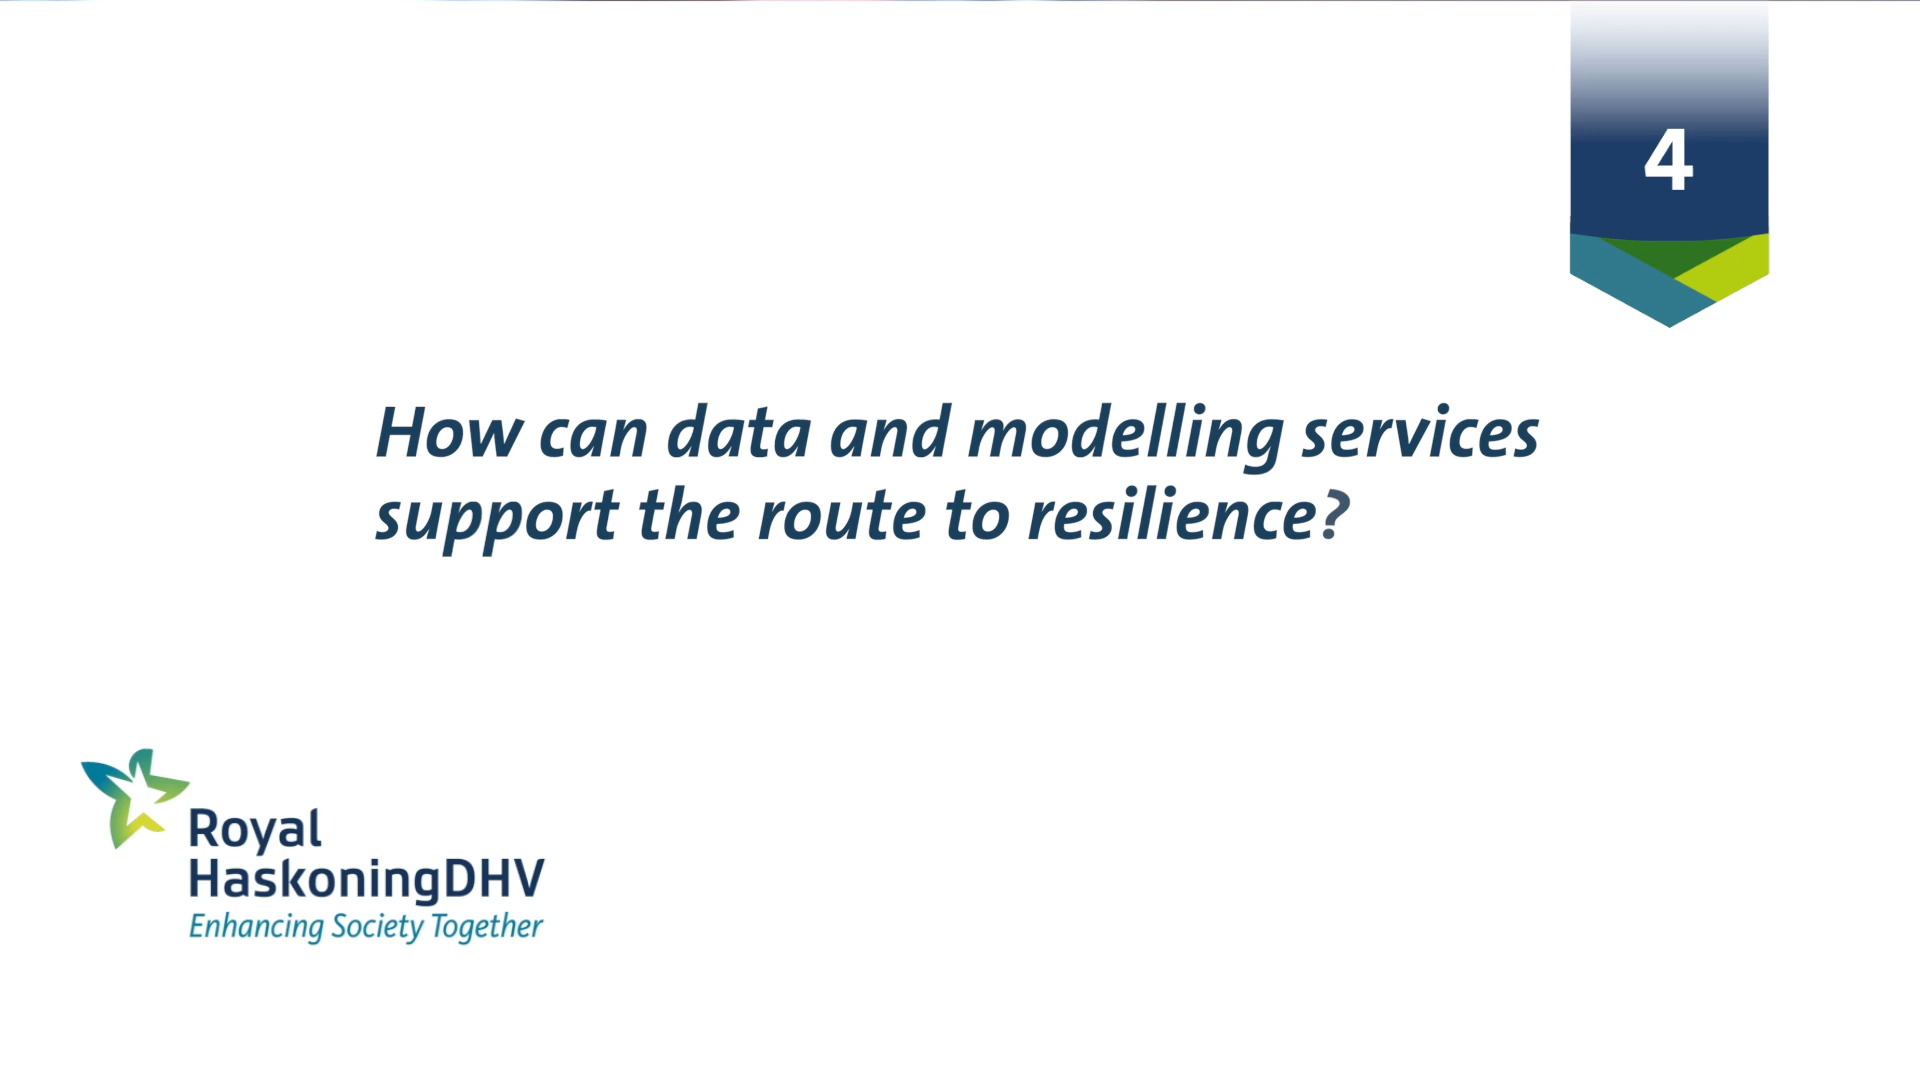 4
How can data and modelling services
support the route to resilience?
Royal
HaskoningDHV
Enhancing Society Together